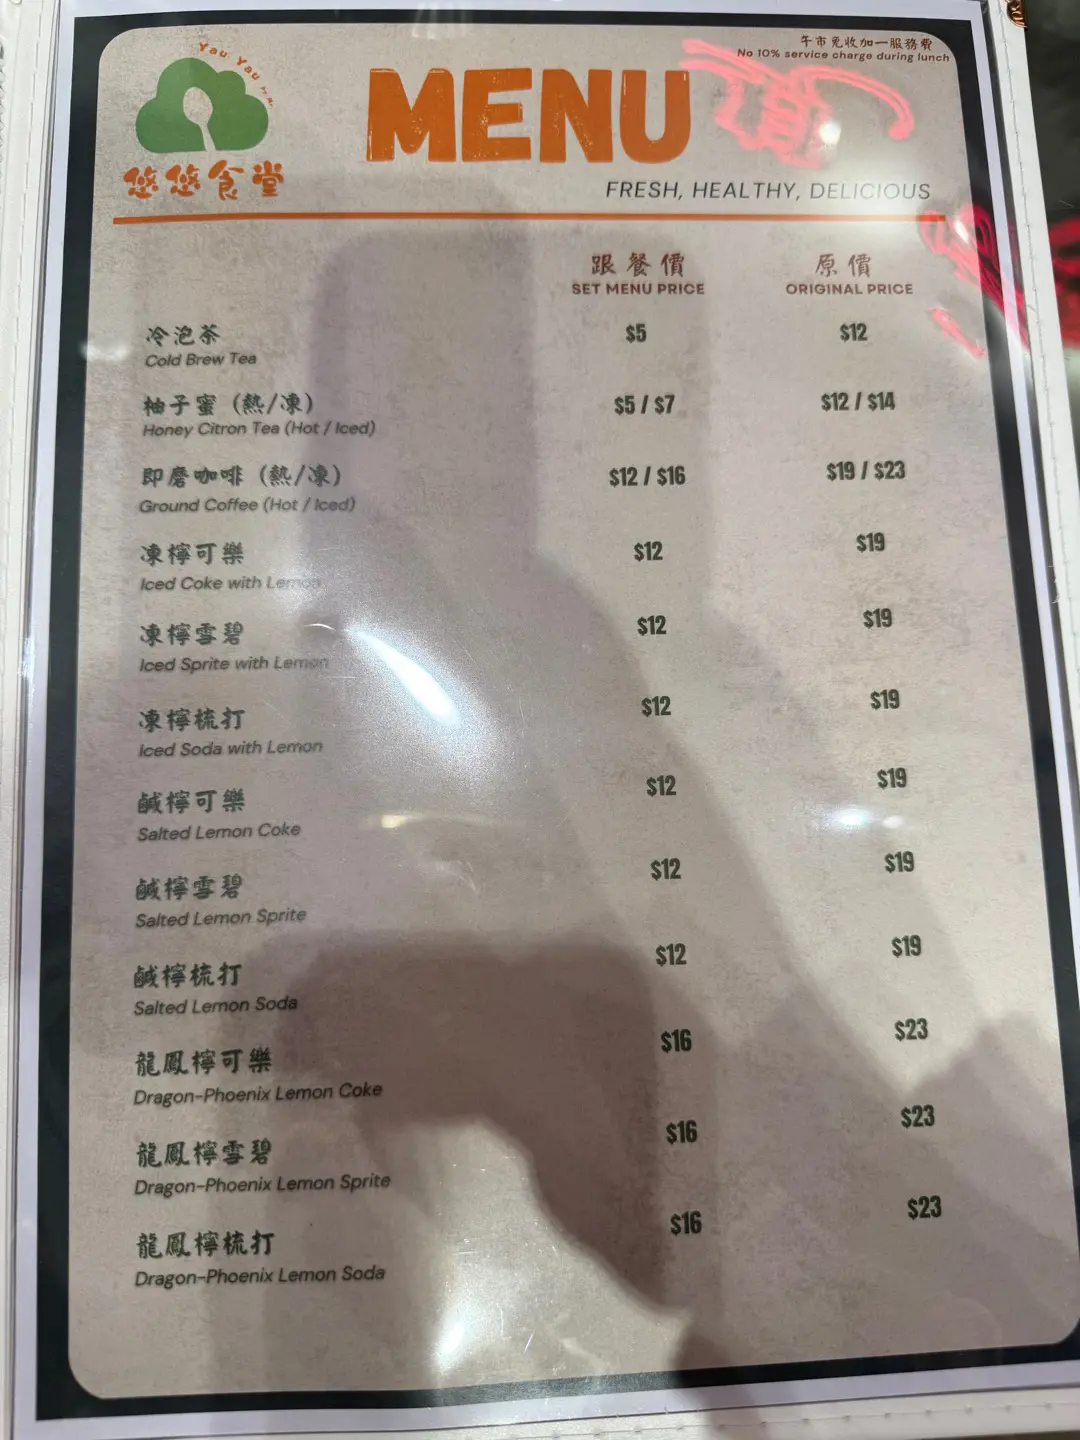 Yau Yau
悠悠食堂
MENU
午市免收加一服務費
No 10% service charge during lunch
FRESH, HEALTHY, DELICIOUS
跟餐價
SET MENU PRICE
原價
ORIGINAL PRICE
冷泡茶 $5 $12
Cold Brew Tea
柚子蜜 (熱/凍) $5 / $7 $12 / $14
Honey Citron Tea (Hot / Iced)
即磨咖啡 (熱/凍) $12 / $16 $19 / $23
Ground Coffee (Hot / Iced)
凍檸可樂 $12 $19
Iced Coke with Lemon
凍檸雪碧 $12 $19
Iced Sprite with Lemon
凍檸梳打 $12 $19
Iced Soda with Lemon
鹹檸可樂 $12 $19
Salted Lemon Coke
鹹檸雪碧 $12 $19
Salted Lemon Sprite
鹹檸梳打 $12 $19
Salted Lemon Soda
龍鳳檸可樂 $16 $23
Dragon-Phoenix Lemon Coke
龍鳳檸雪碧 $16 $23
Dragon-Phoenix Lemon Sprite
龍鳳檸梳打 $16 $23
Dragon-Phoenix Lemon Soda